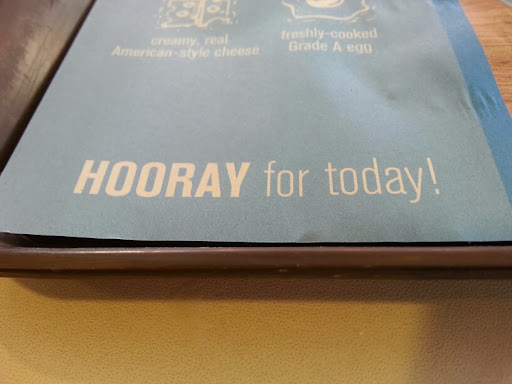 creamy, real
American-style cheese
freshly-cooked
Grade A egg
HOORAY for today!